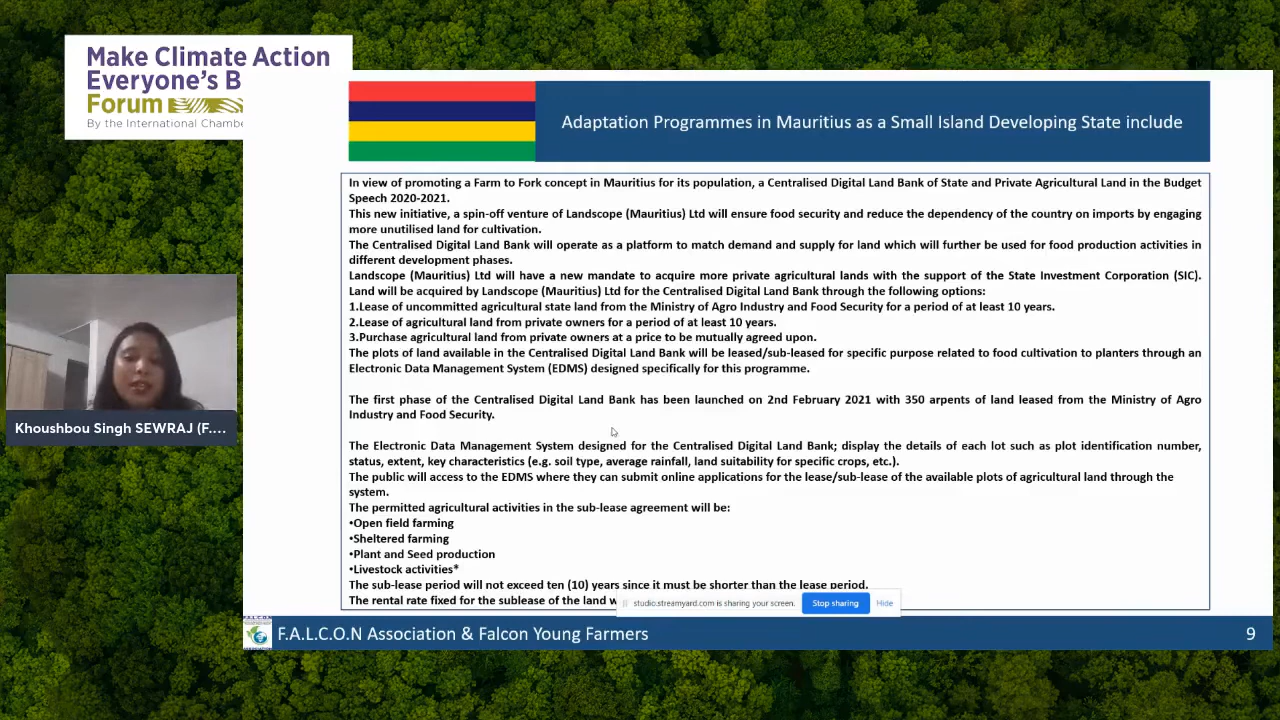 Make Climate Action
Everyone's B
Forum
By the International Chambe
Adaptation Programmes in Mauritius as a Small Island Developing State include
In view of promoting a Farm to Fork concept in Mauritius for its population, a Centralised Digital Land Bank of State and Private Agricultural Land in the Budget
Speech 2020-2021.
This new initiative, a spin-off venture of Landscope (Mauritius) Ltd will ensure food security and reduce the dependency of the country on imports by engaging
more unutilised land for cultivation.
The Centralised Digital Land Bank will operate as a platform to match demand and supply for land which will further be used for food production activities in
different development phases.
Landscope (Mauritius) Ltd will have a new mandate to acquire more private agricultural lands with the support of the State Investment Corporation (SIC).
Land will be acquired by Landscope (Mauritius) Ltd for the Centralised Digital Land Bank through the following options:
1.Lease of uncommitted agricultural state land from the Ministry of Agro Industry and Food Security for a period of at least 10 years.
2.Lease of agricultural land from private owners for a period of at least 10 years.
3.Purchase agricultural land from private owners at a price to be mutually agreed upon.
The plots of land available in the Centralised Digital Land Bank will be leased/sub-leased for specific purpose related to food cultivation to planters through an
Electronic Data Management System (EDMS) designed specifically for this programme.
The first phase of the Centralised Digital Land Bank has been launched on 2nd February 2021 with 350 arpents of land leased from the Ministry of Agro
Industry and Food Security.
The Electronic Data Management System designed for the Centralised Digital Land Bank; display the details of each lot such as plot identification number,
status, extent, key characteristics (e.g. soil type, average rainfall, land suitability for specific crops, etc.).
The public will access to the EDMS where they can submit online applications for the lease/sub-lease of the available plots of agricultural land through the
system.
The permitted agricultural activities in the sub-lease agreement will be:
•Open field farming
•Sheltered farming
•Plant and Seed production
•Livestock activities*
The sub-lease period will not exceed ten (10) years since it must be shorter than the lease period.
The rental rate fixed for the sublease of the land w
studio.streamyard.com is sharing your screen.
Stop sharing
Hide
Khoushbou Singh SEWRAJ (F....
F.A.L.C.O.N Association & Falcon Young Farmers
9